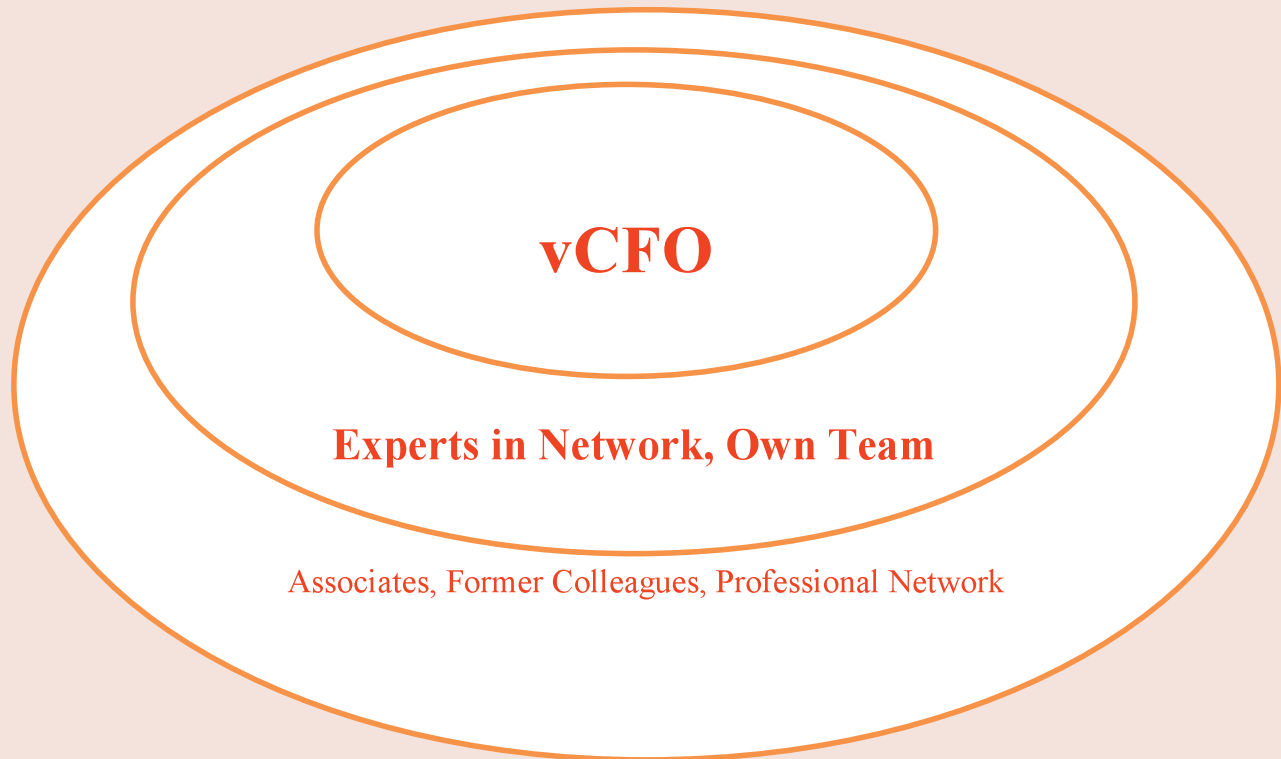 vCFO
Experts in Network, Own Team
Associates, Former Colleagues, Professional Network